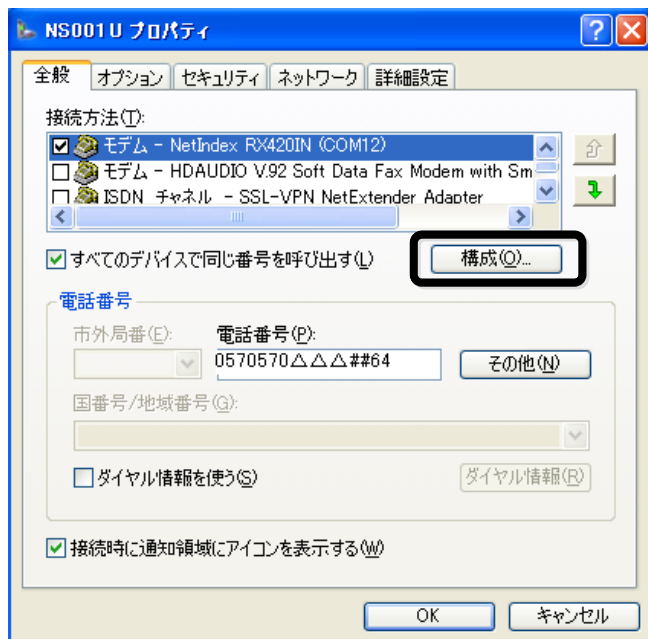 NS001U プロパティ
全般 オプション セキュリティ ネットワーク 詳細設定
接続方法(T):
モデム - NetIndex RX420IN (COM12)
モデム - HDAUDIO V.92 Soft Data Fax Modem with Sm
ISDN チャネル - SSL-VPN NetExtender Adapter
すべてのデバイスで同じ番号を呼び出す(L) 構成(O)...
電話番号
市外局番(E): 電話番号(P):
0570570△△△##64 その他(N)
国番号/地域番号(G):
ダイヤル情報を使う(S) ダイヤル情報(R)
接続時に通知領域にアイコンを表示する(W)
OK キャンセル